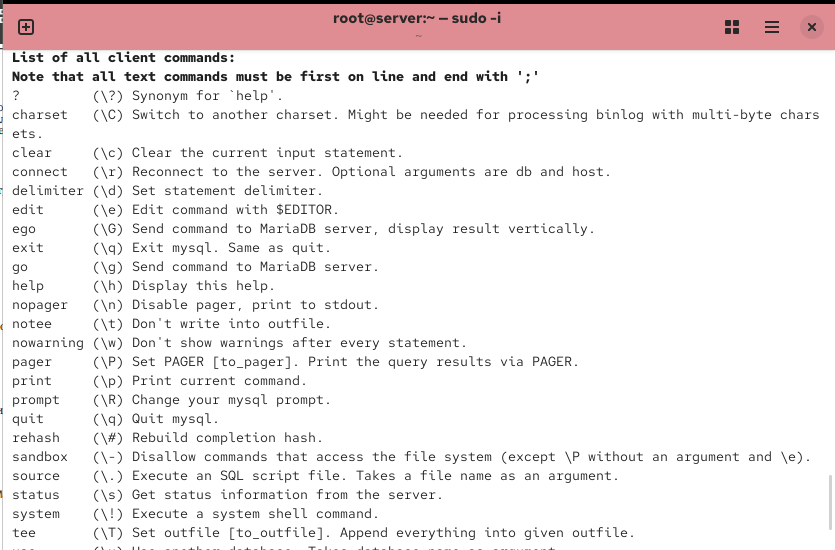 root@server:~ — sudo -i
~
List of all client commands:
Note that all text commands must be first on line and end with ';'
?         (\?) Synonym for `help'.
charset   (\C) Switch to another charset. Might be needed for processing binlog with multi-byte chars
ets.
clear     (\c) Clear the current input statement.
connect   (\r) Reconnect to the server. Optional arguments are db and host.
delimiter (\d) Set statement delimiter.
edit      (\e) Edit command with $EDITOR.
ego       (\G) Send command to MariaDB server, display result vertically.
exit      (\q) Exit mysql. Same as quit.
go        (\g) Send command to MariaDB server.
help      (\h) Display this help.
nopager   (\n) Disable pager, print to stdout.
notee     (\t) Don't write into outfile.
nowarning (\w) Don't show warnings after every statement.
pager     (\P) Set PAGER [to_pager]. Print the query results via PAGER.
print     (\p) Print current command.
prompt    (\R) Change your mysql prompt.
quit      (\q) Quit mysql.
rehash    (\#) Rebuild completion hash.
sandbox   (\-) Disallow commands that access the file system (except \P without an argument and \e).
source    (\.) Execute an SQL script file. Takes a file name as an argument.
status    (\s) Get status information from the server.
system    (\!) Execute a system shell command.
tee       (\T) Set outfile [to_outfile]. Append everything into given outfile.